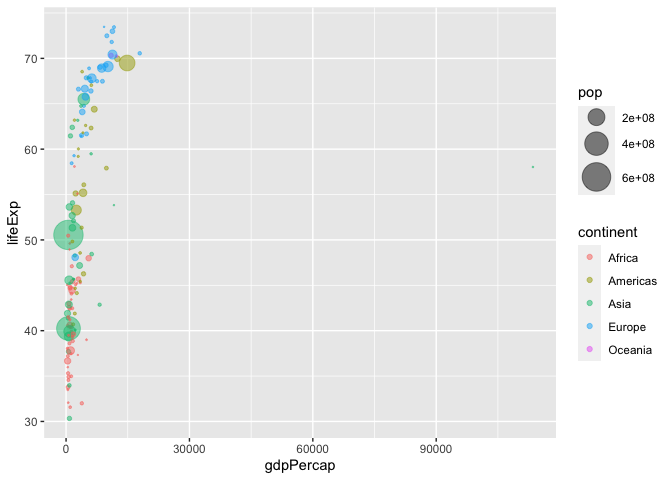 70
60
50
40
30
lifeExp
0
30000
60000
90000
gdpPercap
pop
2e+08
4e+08
6e+08
continent
Africa
Americas
Asia
Europe
Oceania